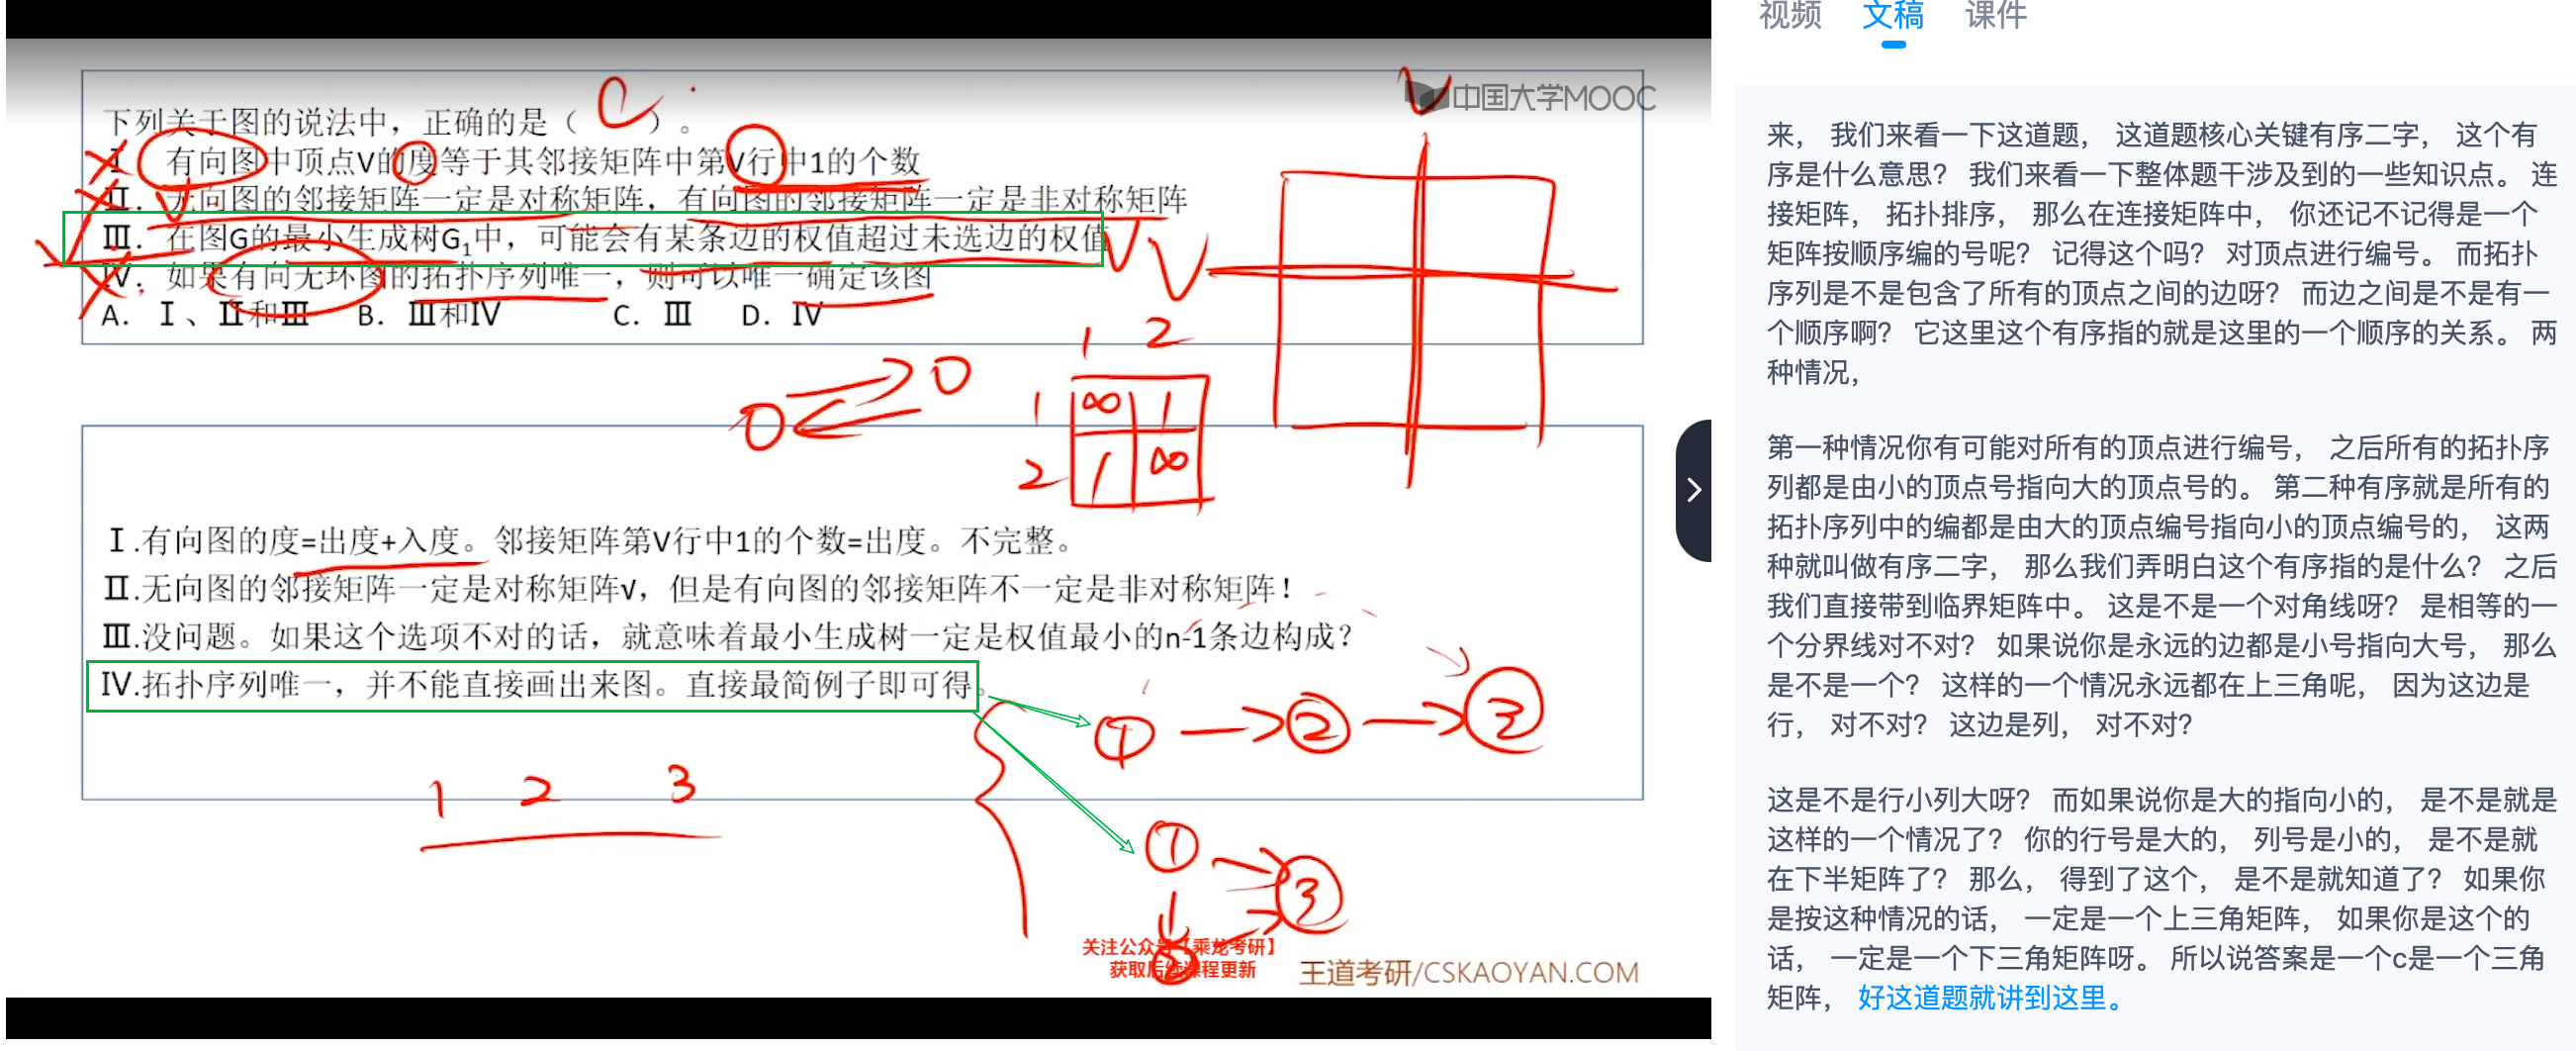 视频 文稿 课件
中国大学MOOC
下列关于图的说法中，正确的是（ C ）。
Ⅰ. 有向图中顶点V的度等于其邻接矩阵中第V行中1的个数
Ⅱ. 无向图的邻接矩阵一定是对称矩阵，有向图的邻接矩阵一定是非对称矩阵
Ⅲ. 在图G的最小生成树G1中，可能会有某条边的权值超过未选边的权值
Ⅳ. 如果有向无环图的拓扑序列唯一，则可以唯一确定该图
A. Ⅰ、Ⅱ和Ⅲ B. Ⅲ和Ⅳ C. Ⅲ D. Ⅳ
V
V
1 2
1 ∞ 1
2 1 ∞
Ⅰ.有向图的度=出度+入度。邻接矩阵第V行中1的个数=出度。不完整。
Ⅱ.无向图的邻接矩阵一定是对称矩阵√，但是有向图的邻接矩阵不一定是非对称矩阵！
Ⅲ.没问题。如果这个选项不对的话，就意味着最小生成树一定是权值最小的n-1条边构成？
Ⅳ.拓扑序列唯一，并不能直接画出来图。直接最简例子即可得。
1 2 3
1 2 3
1 3
2
关注公众号【乘龙考研】
获取后续课程更新
王道考研/CSKAOYAN.COM
来， 我们来看一下这道题， 这道题核心关键有序二字， 这个有
序是什么意思？ 我们来看一下整体题干涉及到的一些知识点。 连
接矩阵， 拓扑排序， 那么在连接矩阵中， 你还记不记得是一个
矩阵按顺序编的号呢？ 记得这个吗？ 对顶点进行编号。 而拓扑
序列是不是包含了所有的顶点之间的边呀？ 而边之间是不是有一
个顺序啊？ 它这里这个有序指的就是这里的一个顺序的关系。 两
种情况，
第一种情况你有可能对所有的顶点进行编号， 之后所有的拓扑序
列都是由小的顶点号指向大的顶点号的。 第二种有序就是所有的
拓扑序列中的编都是由大的顶点编号指向小的顶点编号的， 这两
种就叫做有序二字， 那么我们弄明白这个有序指的是什么？ 之后
我们直接带到临界矩阵中。 这是不是一个对角线呀？ 是相等的一
个分界线对不对？ 如果说你是永远的边都是小号指向大号， 那么
是不是一个？ 这样的一个情况永远都在上三角呢， 因为这边是
行， 对不对？ 这边是列， 对不对？
这是不是行小列大呀？ 而如果说你是大的指向小的， 是不是就是
这样的一个情况了？ 你的行号是大的， 列号是小的， 是不是就
在下半矩阵了？ 那么， 得到了这个， 是不是就知道了？ 如果你
是按这种情况的话， 一定是一个上三角矩阵， 如果你是这个的
话， 一定是一个下三角矩阵呀。 所以说答案是一个c是一个三角
矩阵， 好这道题就讲到这里。